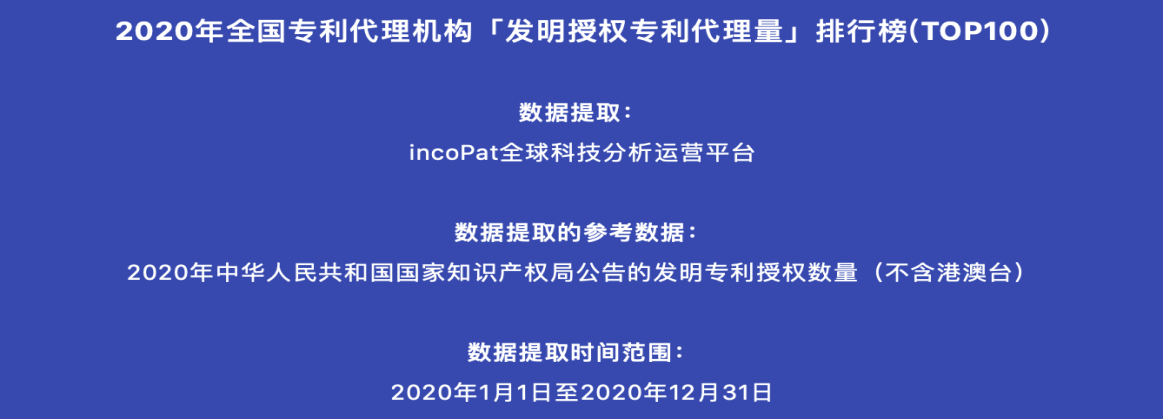 2020年全国专利代理机构「发明授权专利代理量」排行榜(TOP100)
数据提取：
incoPat全球科技分析运营平台
数据提取的参考数据：
2020年中华人民共和国国家知识产权局公告的发明专利授权数量（不含港澳台）
数据提取时间范围：
2020年1月1日至2020年12月31日